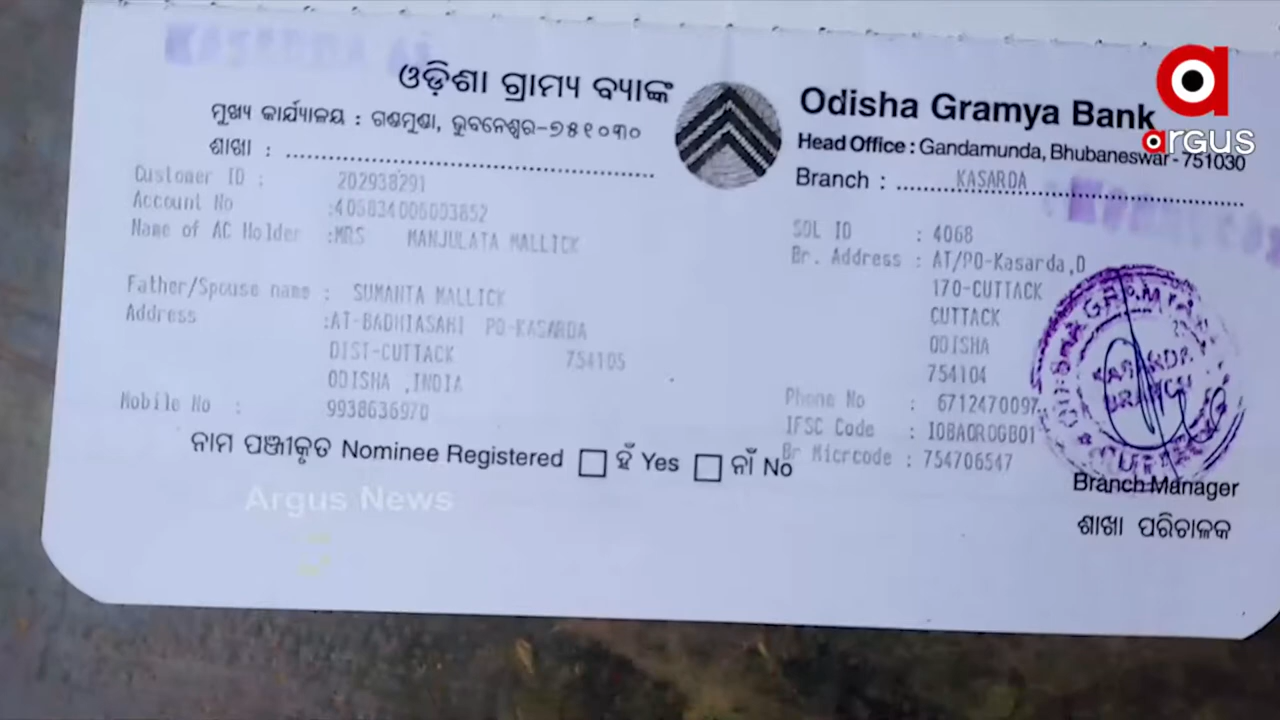 argus
ଓଡ଼ିଶା ଗ୍ରାମ୍ୟ ବ୍ୟାଙ୍କ
ମୁଖ୍ୟ କାର୍ଯ୍ୟାଳୟ : ଗଣ୍ଡମୁଣ୍ଡା, ଭୁବନେଶ୍ୱର-୭୫୧୦୩୦
ଶାଖା :
Customer ID : 202938291
Account No :405834006003852
Name of AC Holder :MRS MANJULATA MALLICK
Father/Spouse name : SUMANTA MALLICK
Address :AT-BADHIASAHI PO-KASARDA
DIST-CUTTACK 754105
ODISHA ,INDIA
Mobile No : 9938636970
ନାମ ପଞ୍ଜୀକୃତ Nominee Registered ହଁ Yes ନାଁ No
Odisha Gramya Bank
Head Office : Gandamunda, Bhubaneswar - 751030
Branch : KASARDA
SOL ID : 4068
Br. Address : AT/PO-Kasarda,D
170-CUTTACK
CUTTACK
ODISHA
754104
Phone No : 6712470097
IFSC Code : IOBA0ROGB01
Br Micrcode : 754706547
Branch Manager
ଶାଖା ପରିଚାଳକ
Argus News